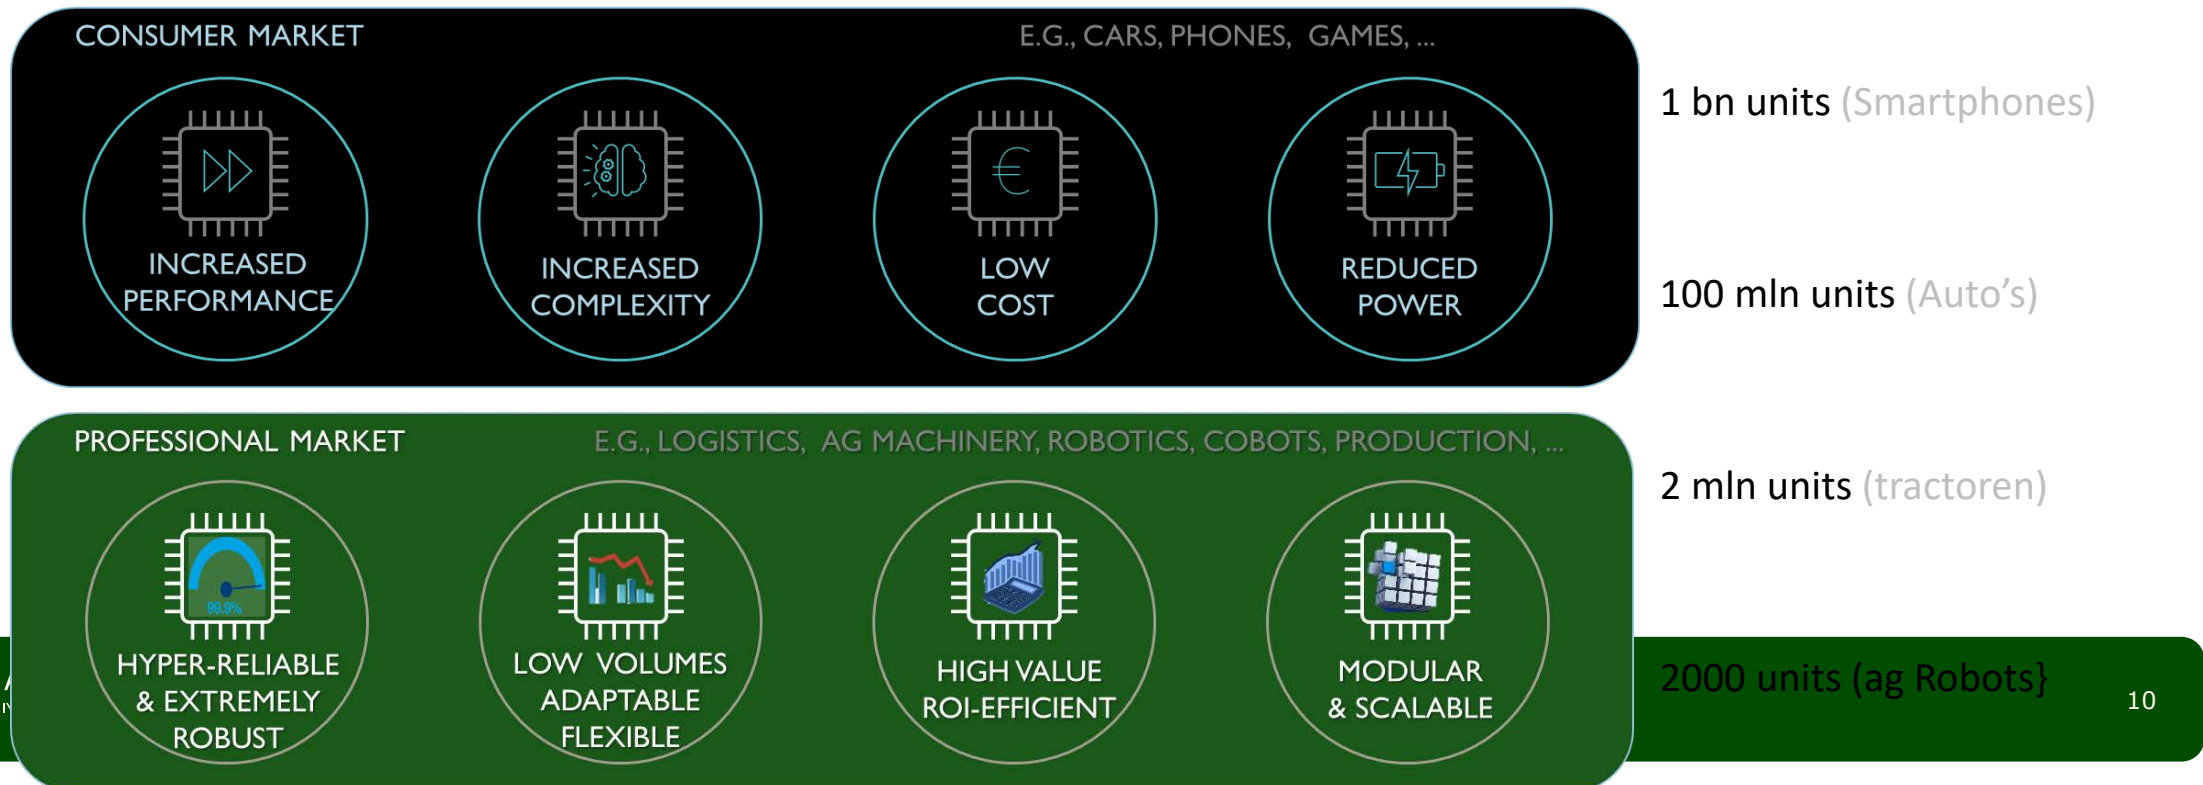 CONSUMER MARKET
E.G., CARS, PHONES, GAMES, ...
INCREASED
PERFORMANCE
INCREASED
COMPLEXITY
€
LOW
COST
REDUCED
POWER
1 bn units (Smartphones)
100 mln units (Auto's)
PROFESSIONAL MARKET
E.G., LOGISTICS, AG MACHINERY, ROBOTICS, COBOTS, PRODUCTION, ...
99.9%
HYPER-RELIABLE
& EXTREMELY
ROBUST
LOW VOLUMES
ADAPTABLE
FLEXIBLE
HIGH VALUE
ROI-EFFICIENT
MODULAR
& SCALABLE
2 mln units (tractoren)
2000 units (ag Robots}
10